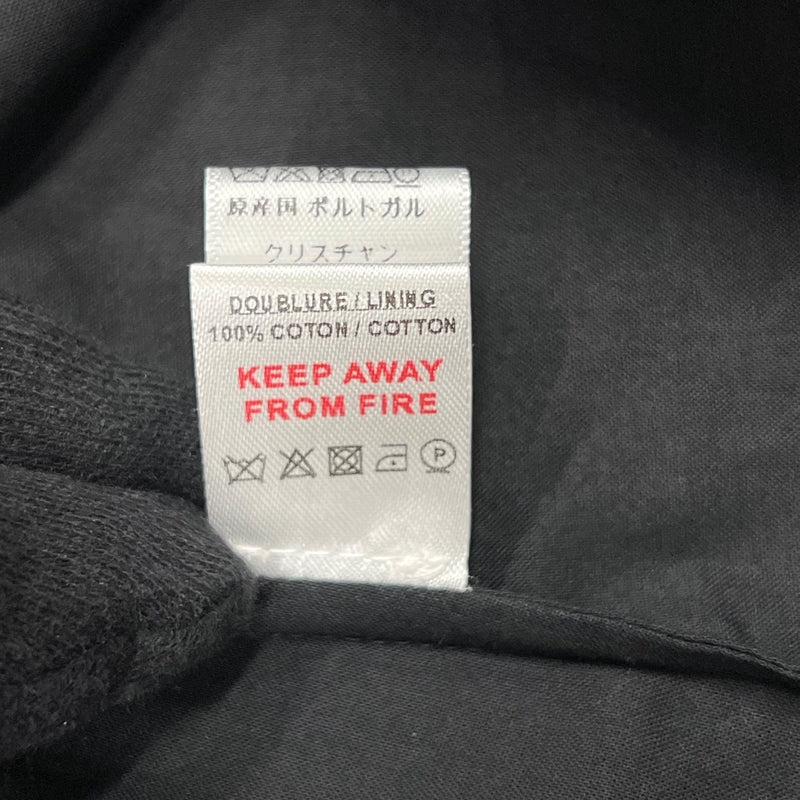 原産国 ポルトガル
クリスチャン
DOUBLURE / LINING
100% COTON / COTTON
KEEP AWAY
FROM FIRE
P